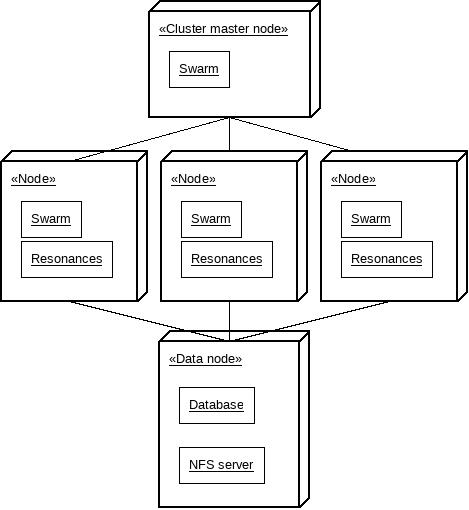 «Cluster master node»
Swarm
«Node»
Swarm
Resonances
«Node»
Swarm
Resonances
«Node»
Swarm
Resonances
«Data node»
Database
NFS server